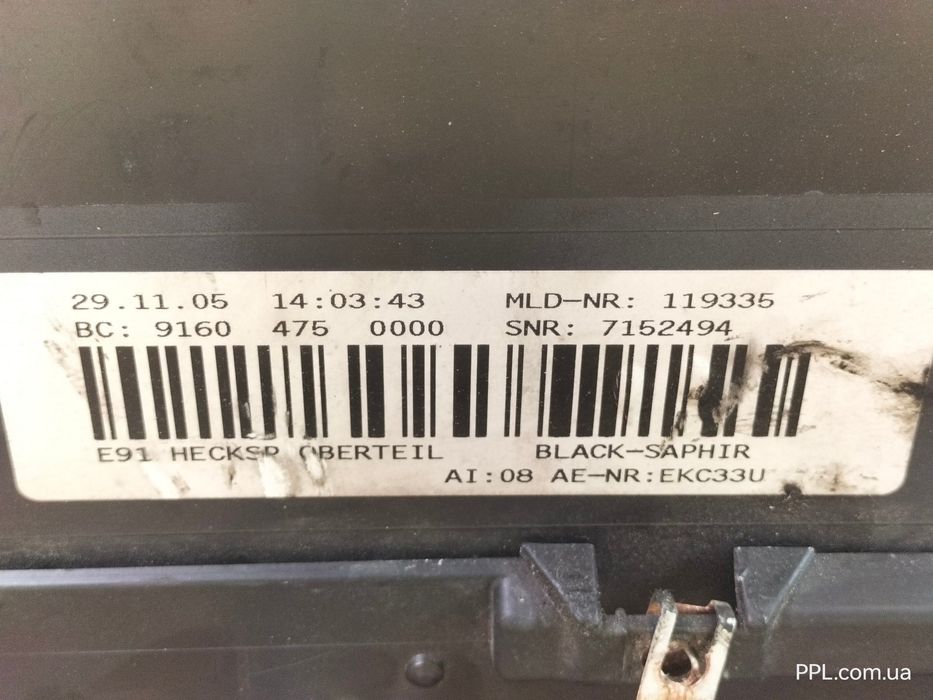 29.11.05 14:03:43 MLD-NR: 119335
BC: 9160 475 0000 SNR: 7152494
E91 HECKSP OBERTEIL BLACK-SAPHIR
AI:08 AE-NR:EKC33U
PPL.com.ua